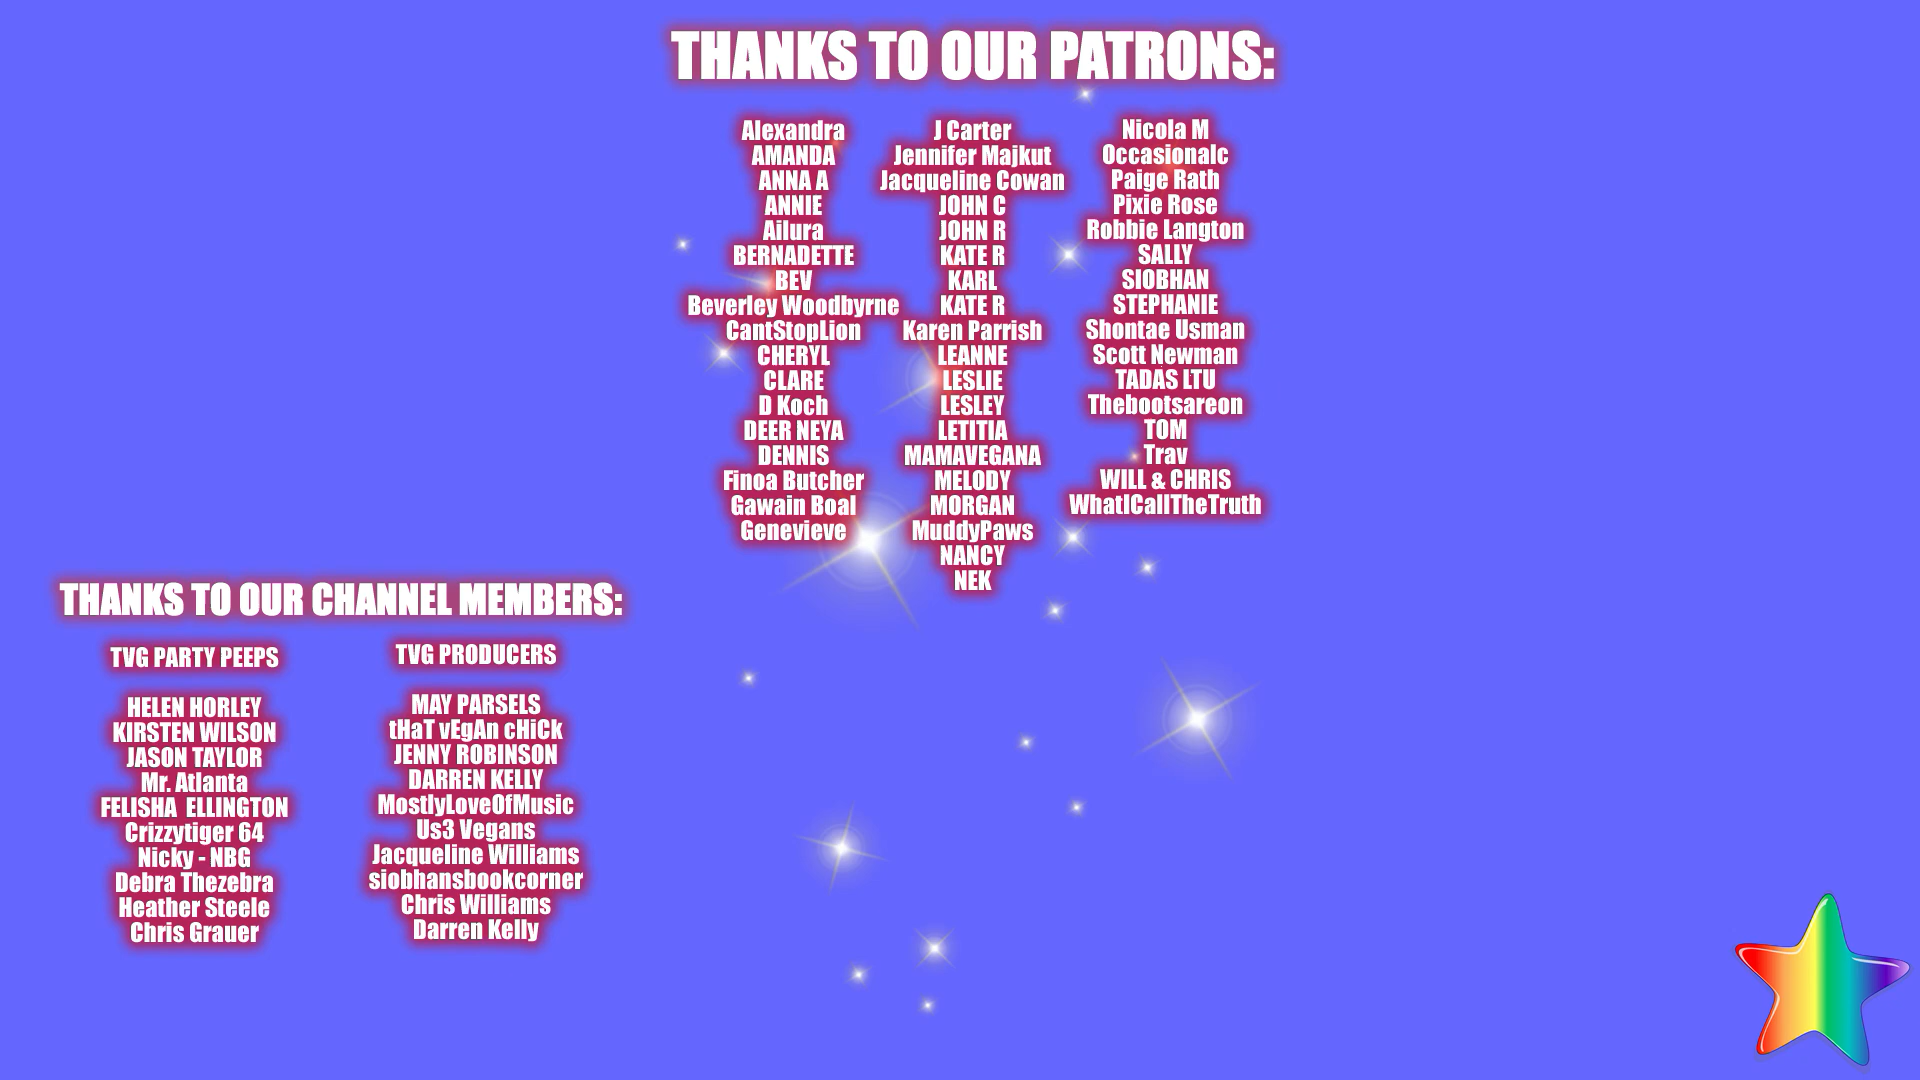 THANKS TO OUR PATRONS:
Alexandra
AMANDA
ANNA A
ANNIE
Ailura
BERNADETTE
BEV
Beverley Woodbyrne
CantStopLion
CHERYL
CLARE
D Koch
DEER NEYA
DENNIS
Finoa Butcher
Gawain Boal
Genevieve
J Carter
Jennifer Majkut
Jacqueline Cowan
JOHN C
JOHN R
KATE R
KARL
KATE R
Karen Parrish
LEANNE
LESLIE
LESLEY
LETITIA
MAMAVEGANA
MELODY
MORGAN
MuddyPaws
NANCY
NEK
Nicola M
Occasionalc
Paige Rath
Pixie Rose
Robbie Langton
SALLY
SIOBHAN
STEPHANIE
Shontae Usman
Scott Newman
TADAS LTU
Thebootsareon
TOM
Trav
WILL & CHRIS
WhatICallTheTruth
THANKS TO OUR CHANNEL MEMBERS:
TVG PARTY PEEPS
HELEN HORLEY
KIRSTEN WILSON
JASON TAYLOR
Mr. Atlanta
FELISHA ELLINGTON
Crizzytiger 64
Nicky - NBG
Debra Thezebra
Heather Steele
Chris Grauer
TVG PRODUCERS
MAY PARSELS
tHaT vEgAn cHiCk
JENNY ROBINSON
DARREN KELLY
MostlyLoveOfMusic
Us3 Vegans
Jacqueline Williams
siobhansbookcorner
Chris Williams
Darren Kelly